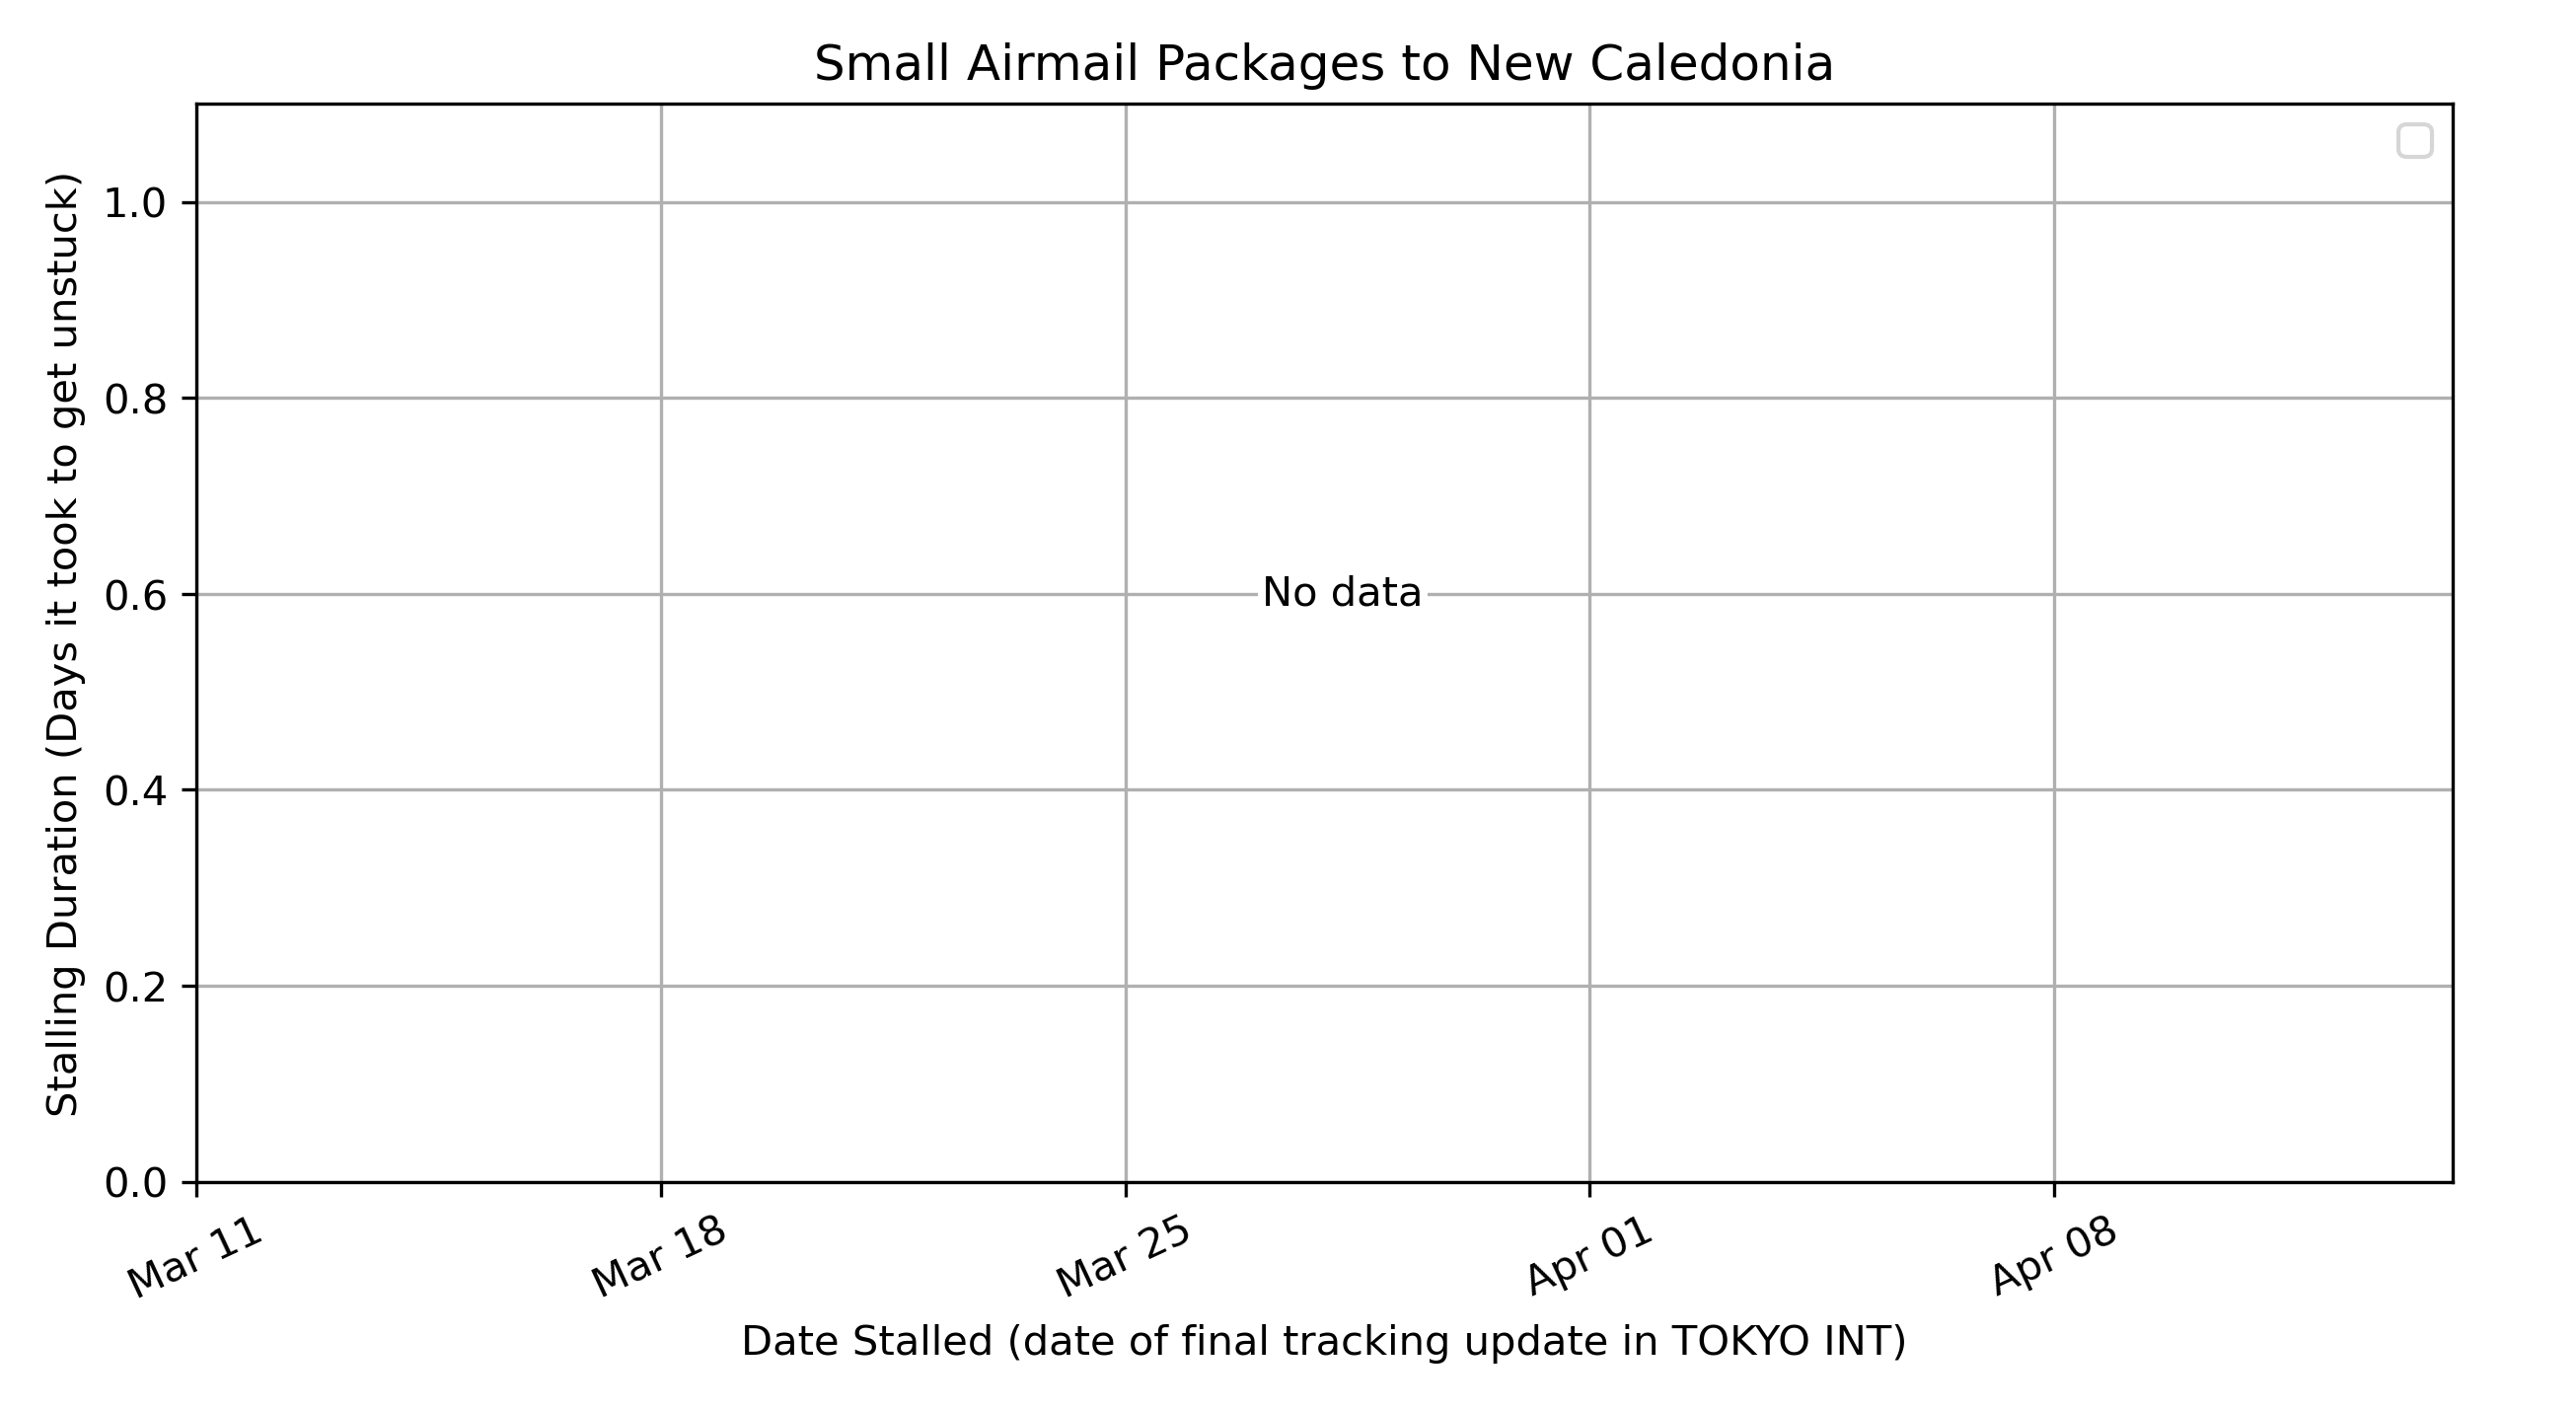 Small Airmail Packages to New Caledonia
Stalling Duration (Days it took to get unstuck)
1.0
0.8
0.6
0.4
0.2
0.0
No data
Mar 11
Mar 18
Mar 25
Apr 01
Apr 08
Date Stalled (date of final tracking update in TOKYO INT)